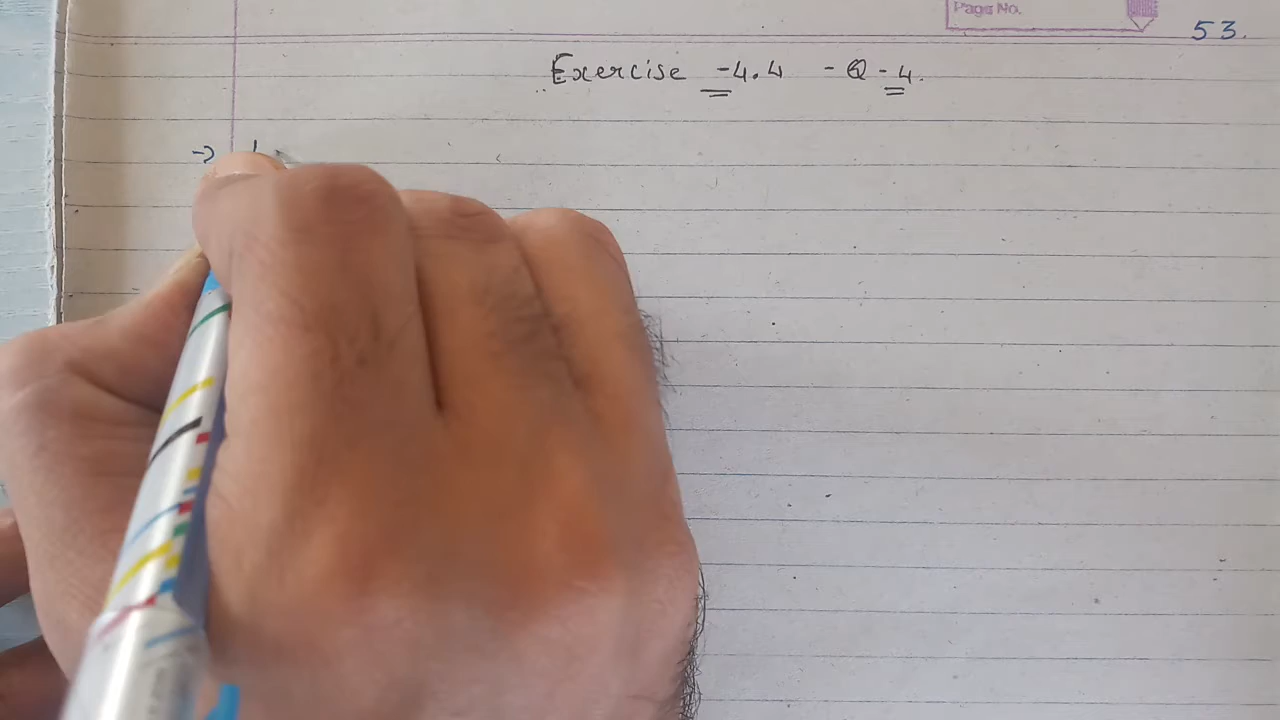 Page No.
53.
Exercise -4.4 - Q - 4.
→